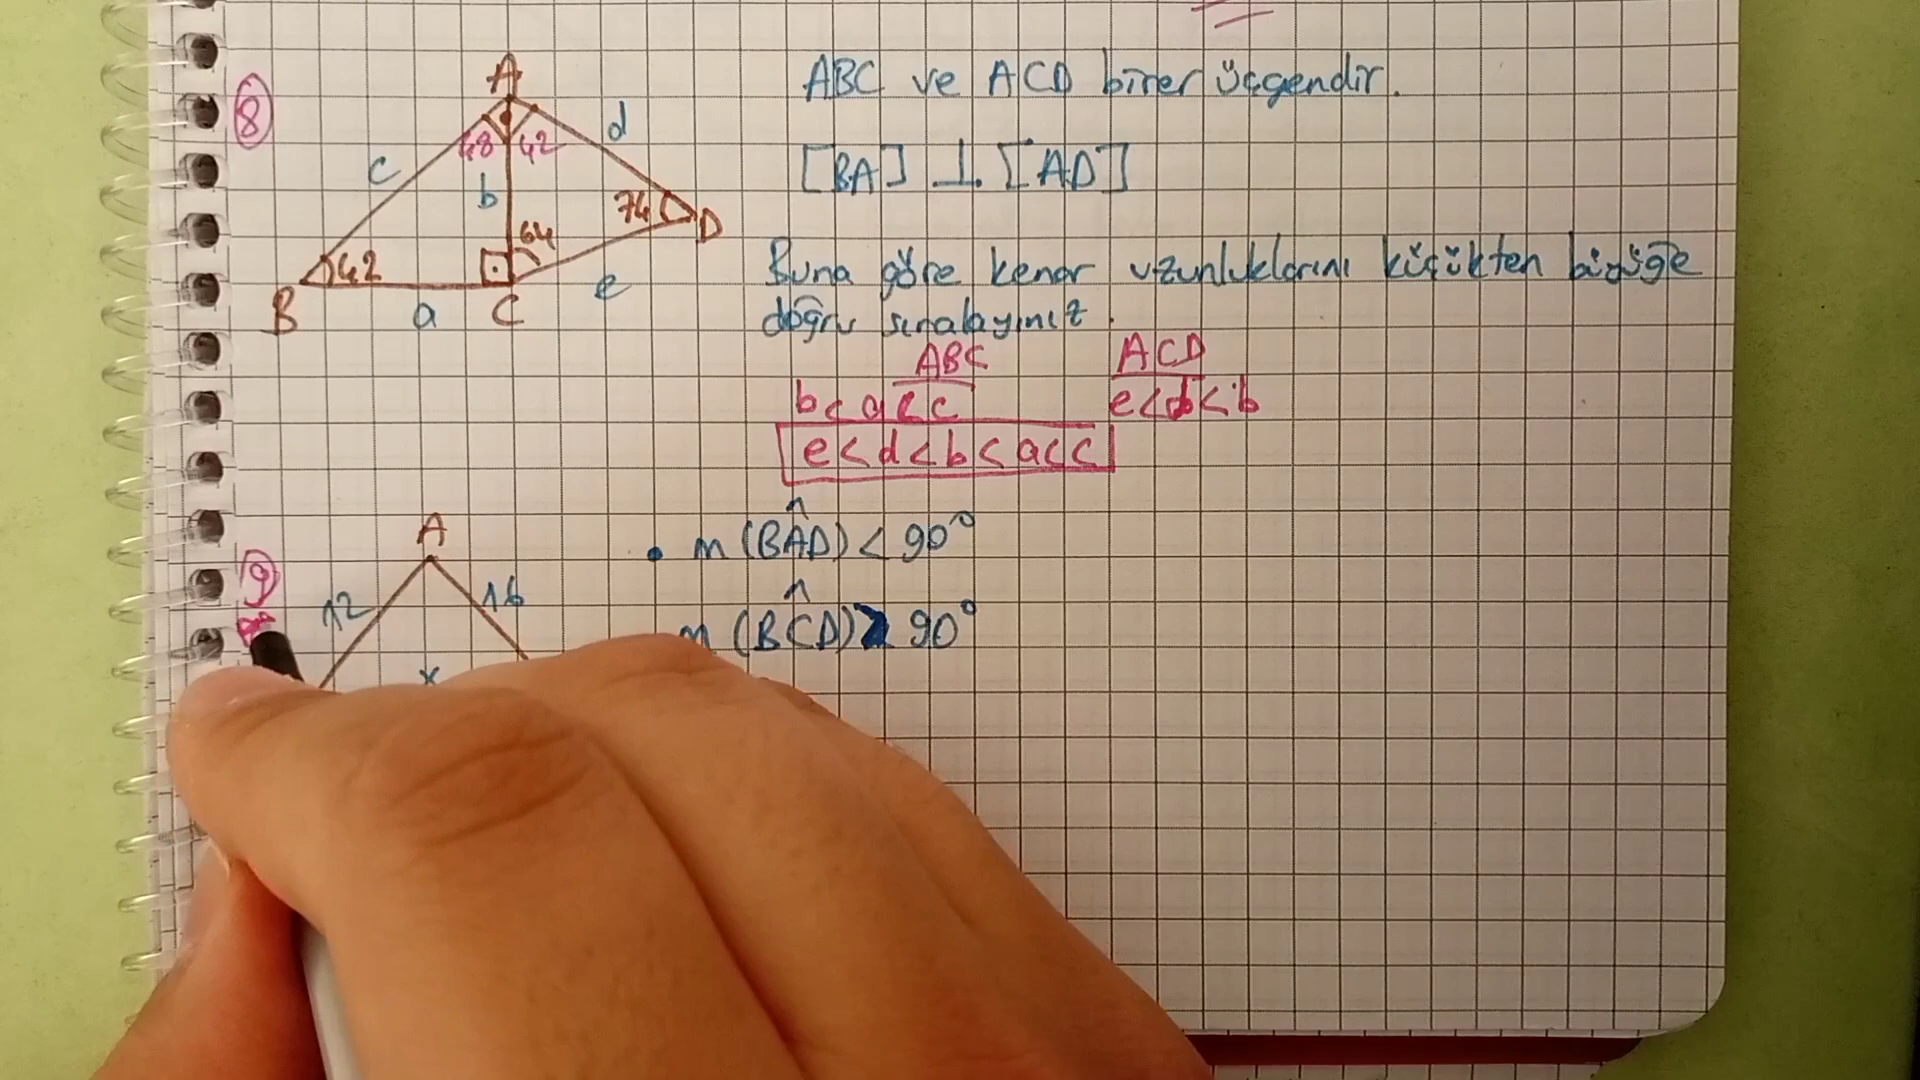 8
A
48 42
c
b
d
64
74
D
42
B
a
C
e
ABC ve ACD birer üçgendir.
[BA] ⊥ [AD]
Buna göre kenar uzunluklarını küçükten büyüğe
doğru sıralayınız.
ABC
b<a<c
ACD
e<d<b
e<d<b<a<c
9
A
12
16
x
• m(BÂD) < 90°
m(BĈD) ≥ 90°